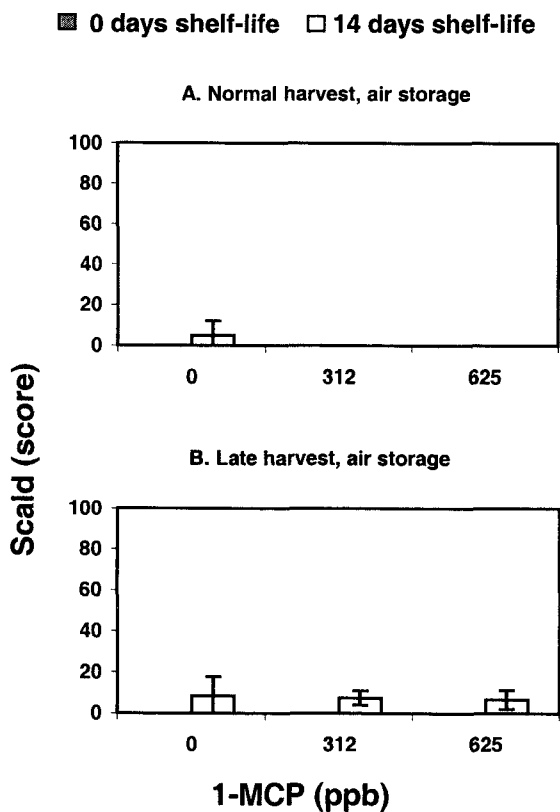 0 days shelf-life 14 days shelf-life
A. Normal harvest, air storage
100
80
60
40
20
0
0 312 625
B. Late harvest, air storage
100
80
60
40
20
0
0 312 625
Scald (score)
1-MCP (ppb)